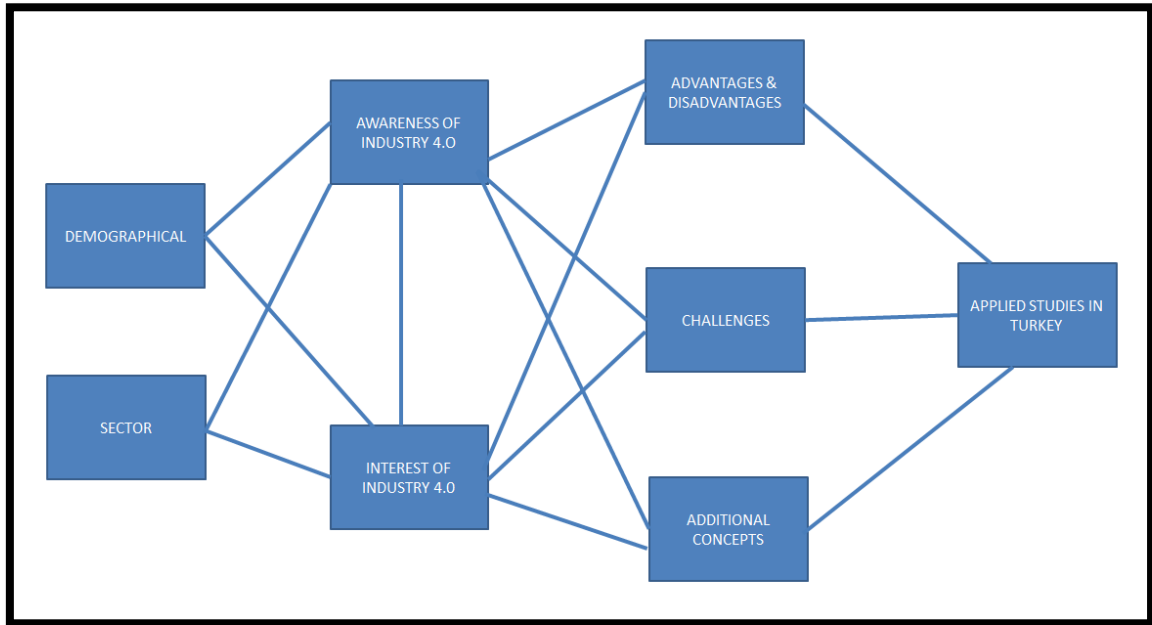 DEMOGRAPHICAL
SECTOR
AWARENESS OF
INDUSTRY 4.O
INTEREST OF
INDUSTRY 4.0
ADVANTAGES &
DISADVANTAGES
CHALLENGES
ADDITIONAL
CONCEPTS
APPLIED STUDIES IN
TURKEY